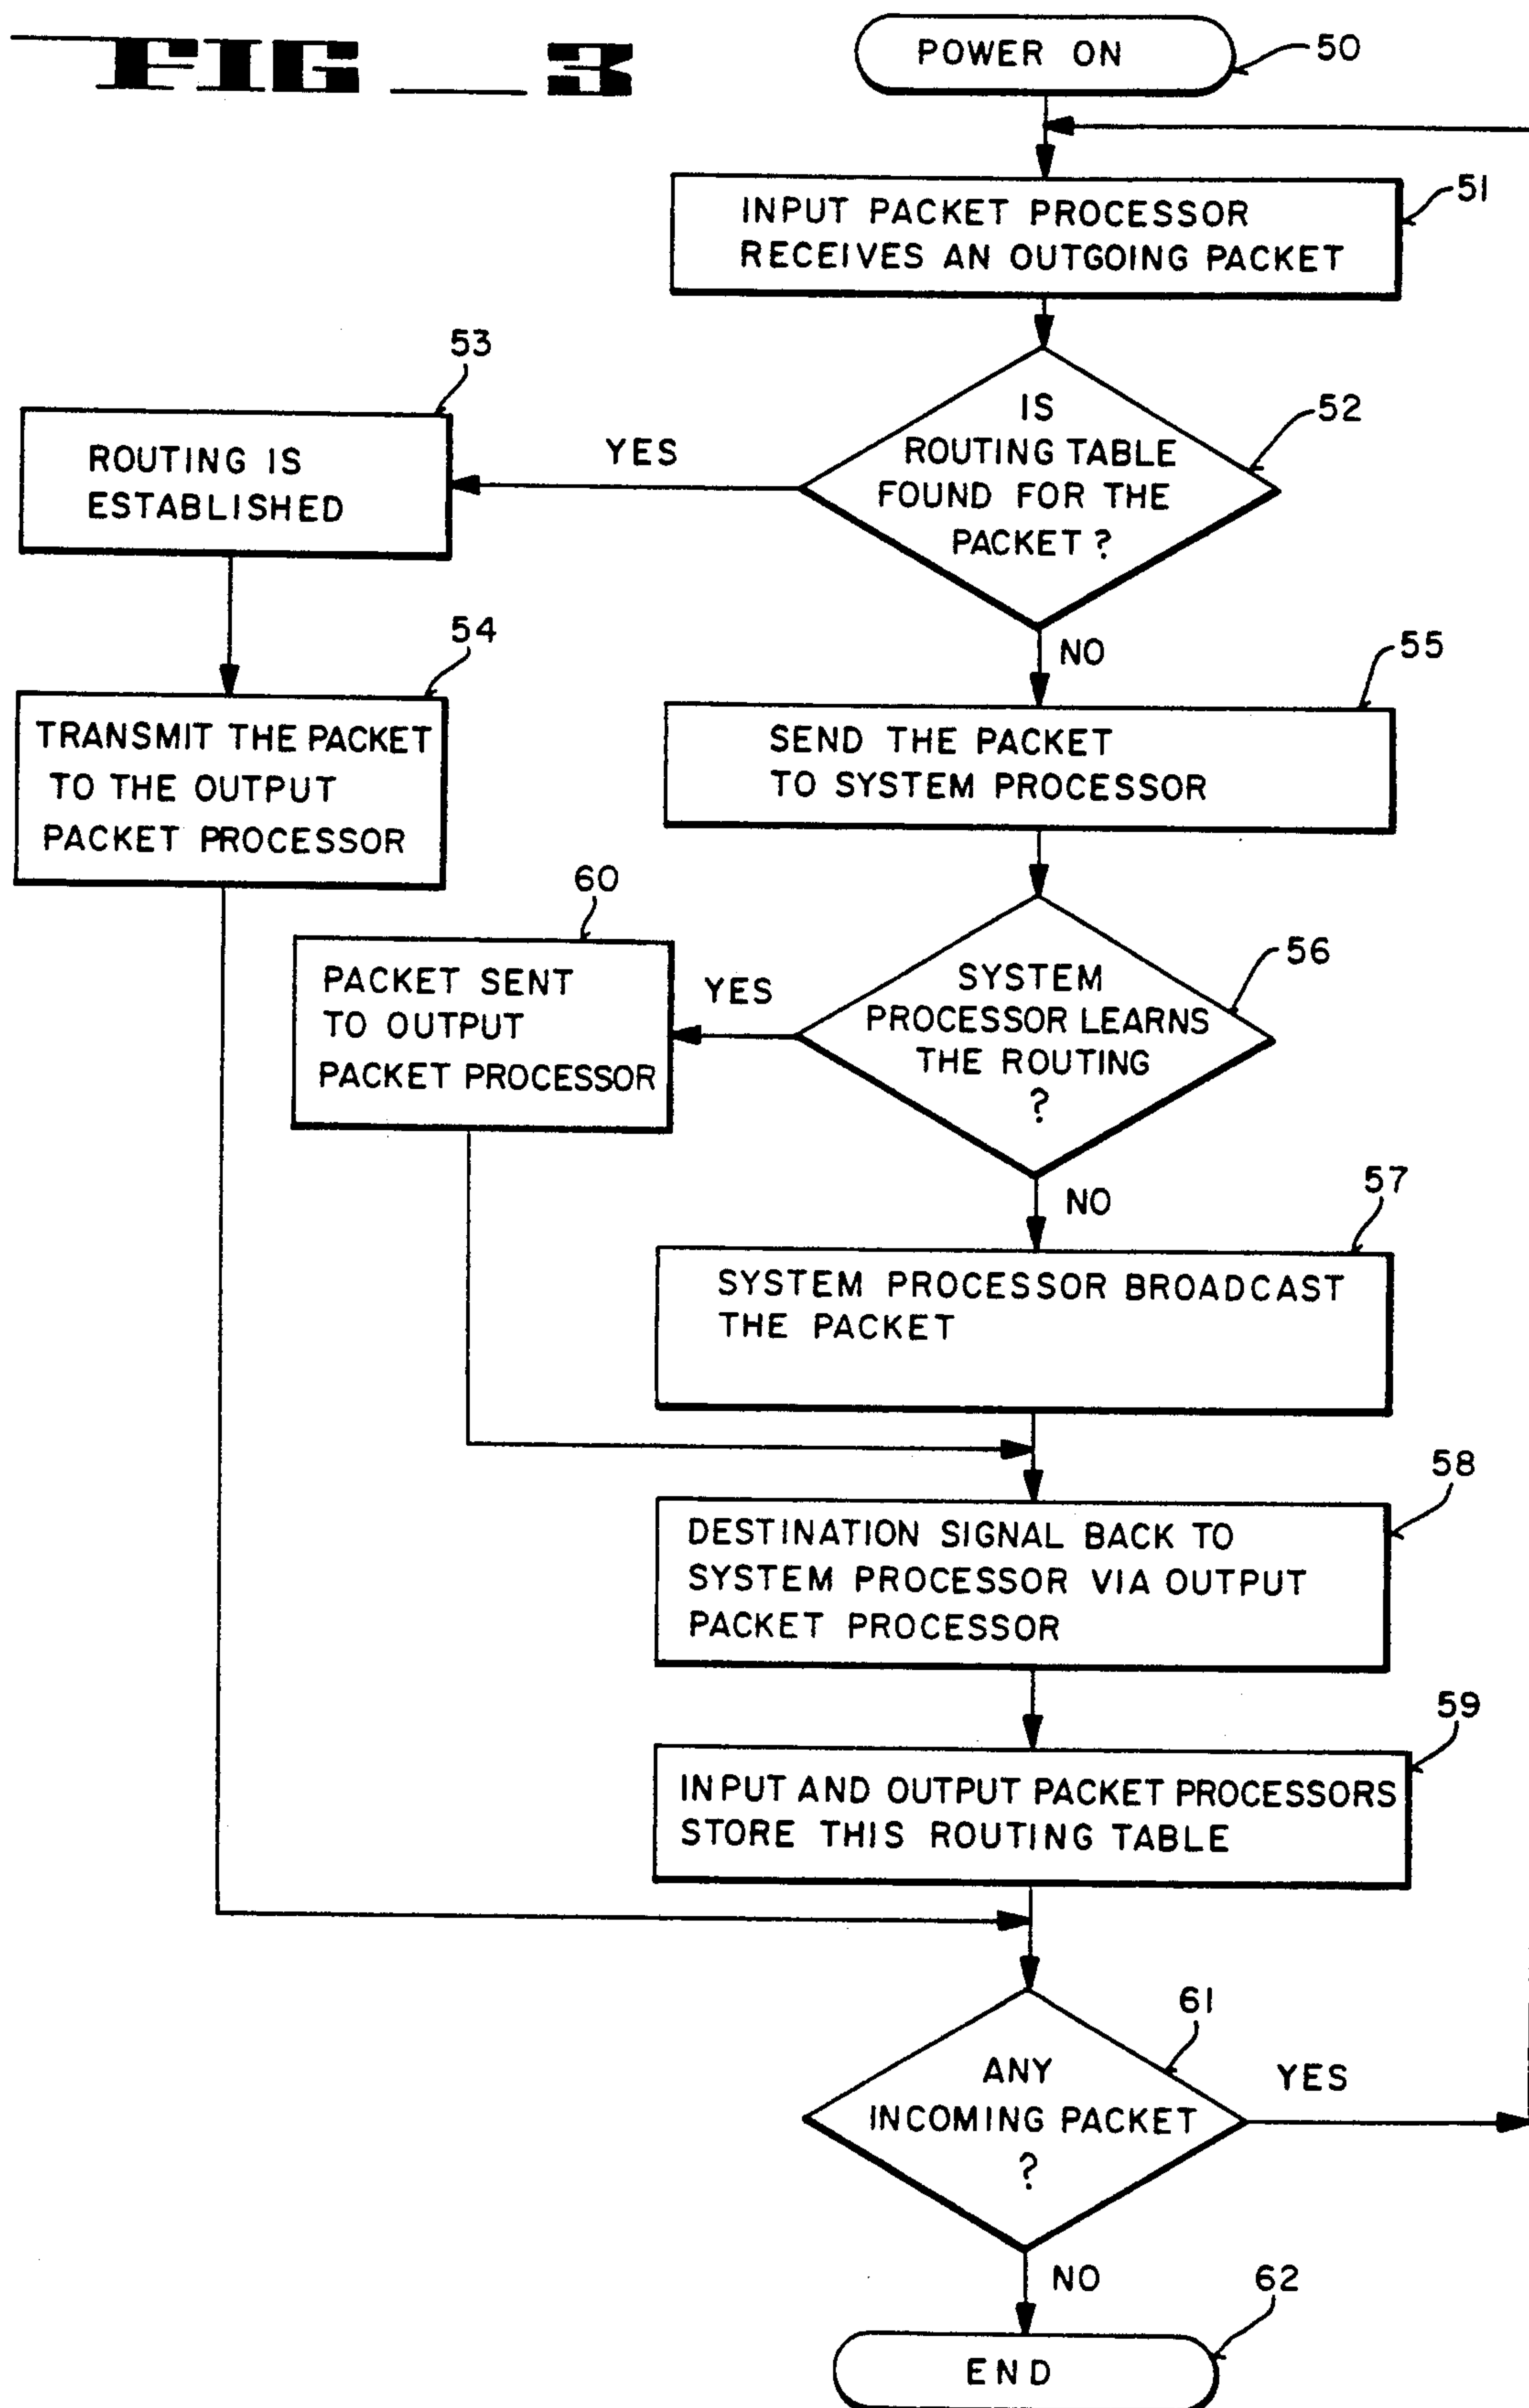 FIG _ 3
POWER ON
50
INPUT PACKET PROCESSOR
RECEIVES AN OUTGOING PACKET
51
IS
ROUTING TABLE
FOUND FOR THE
PACKET ?
52
YES
53
ROUTING IS
ESTABLISHED
54
TRANSMIT THE PACKET
TO THE OUTPUT
PACKET PROCESSOR
NO
55
SEND THE PACKET
TO SYSTEM PROCESSOR
56
SYSTEM
PROCESSOR LEARNS
THE ROUTING
?
YES
60
PACKET SENT
TO OUTPUT
PACKET PROCESSOR
NO
57
SYSTEM PROCESSOR BROADCAST
THE PACKET
58
DESTINATION SIGNAL BACK TO
SYSTEM PROCESSOR VIA OUTPUT
PACKET PROCESSOR
59
INPUT AND OUTPUT PACKET PROCESSORS
STORE THIS ROUTING TABLE
61
ANY
INCOMING PACKET
?
YES
NO
62
END